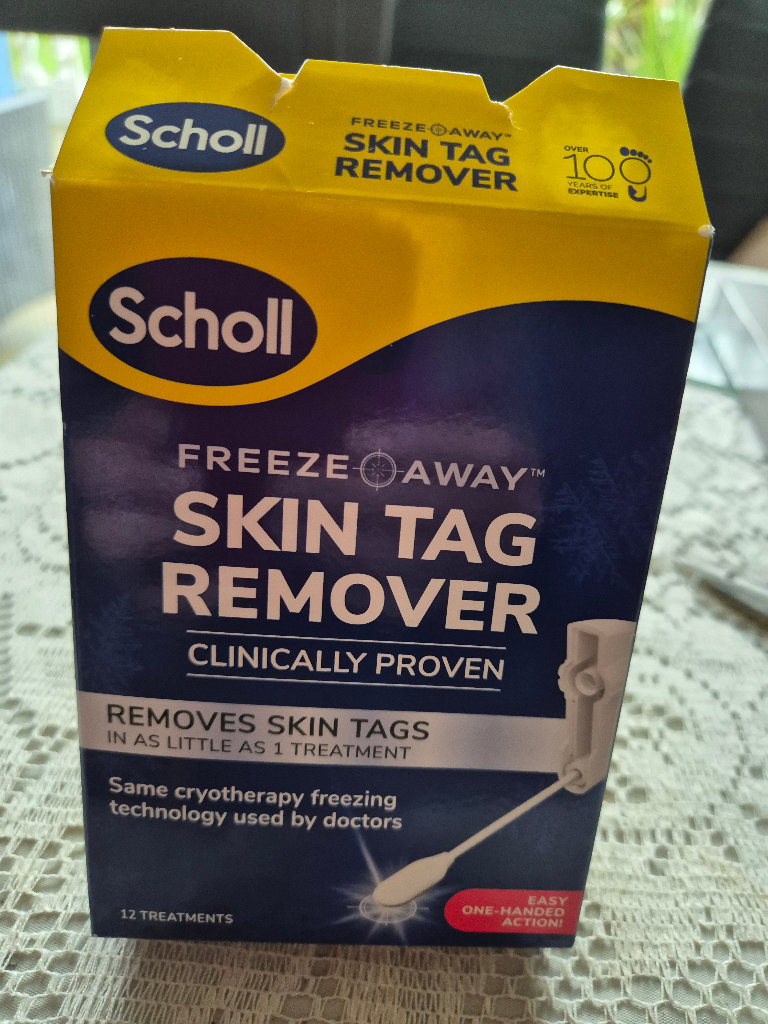 Scholl
FREEZE AWAY™
SKIN TAG
REMOVER
OVER
100
YEARS OF
EXPERTISE
Scholl
FREEZE AWAY™
SKIN TAG
REMOVER
CLINICALLY PROVEN
REMOVES SKIN TAGS
IN AS LITTLE AS 1 TREATMENT
Same cryotherapy freezing
technology used by doctors
12 TREATMENTS
EASY
ONE-HANDED
ACTION!